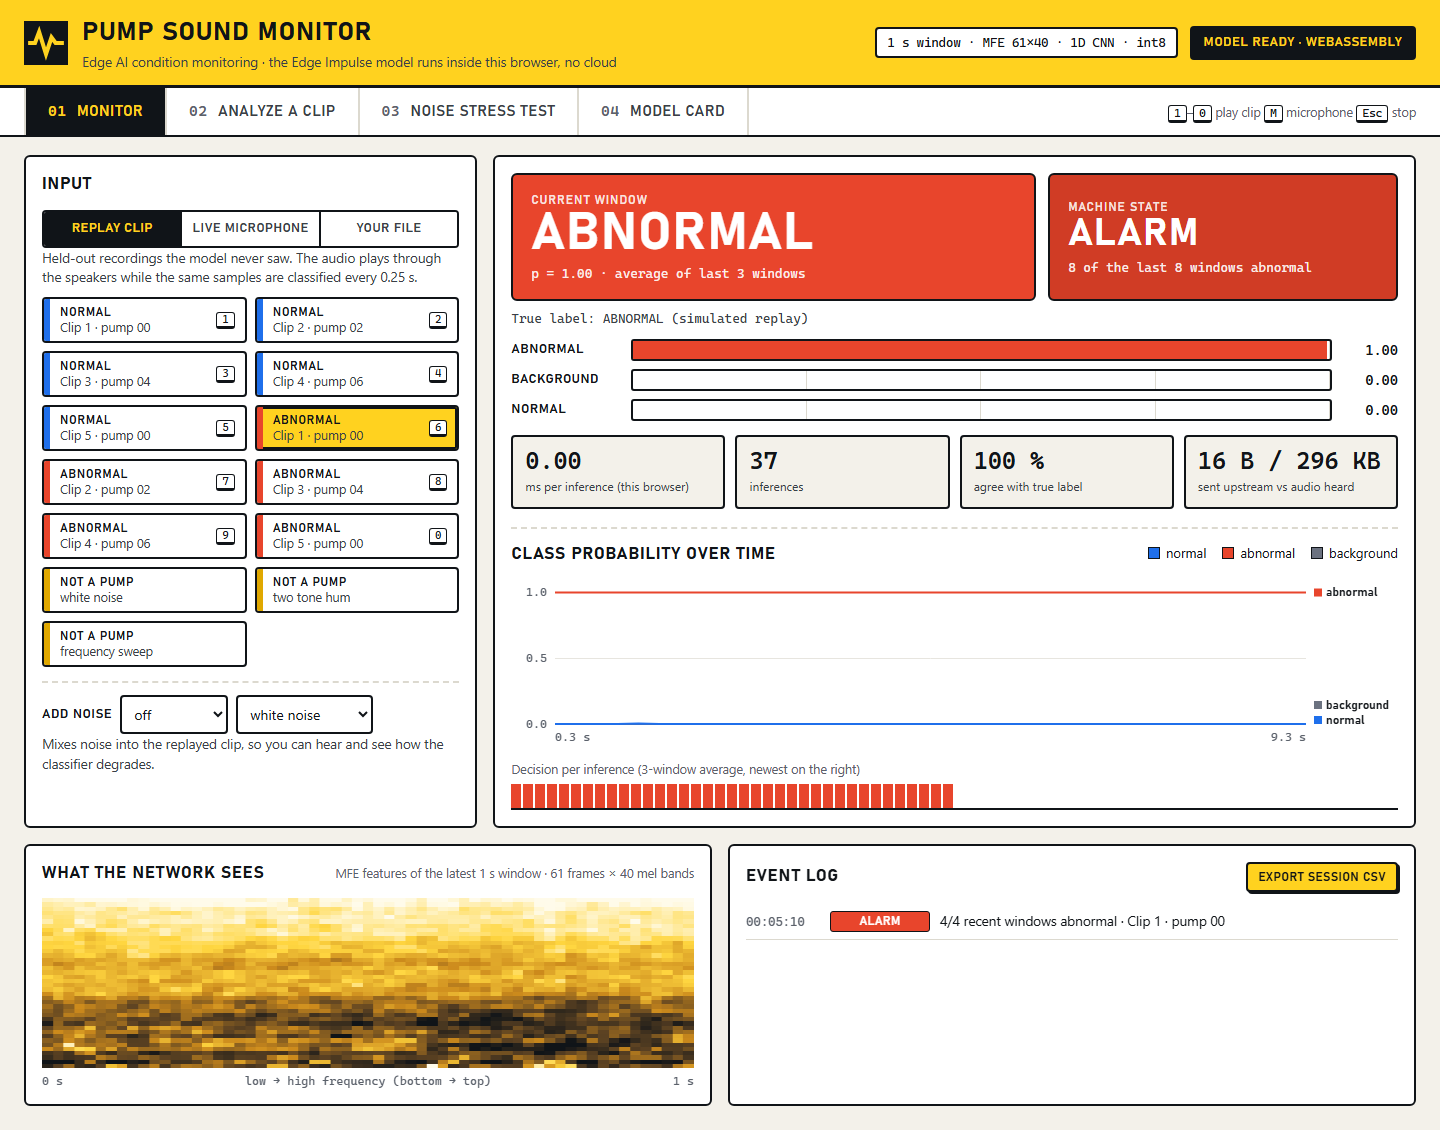 PUMP SOUND MONITOR
Edge AI condition monitoring · the Edge Impulse model runs inside this browser, no cloud
1 s window · MFE 61×40 · 1D CNN · int8
MODEL READY · WEBASSEMBLY
01 MONITOR
02 ANALYZE A CLIP
03 NOISE STRESS TEST
04 MODEL CARD
1–0 play clip M microphone Esc stop
INPUT
REPLAY CLIP
LIVE MICROPHONE
YOUR FILE
Held-out recordings the model never saw. The audio plays through
the speakers while the same samples are classified every 0.25 s.
NORMAL
Clip 1 · pump 00
1
NORMAL
Clip 2 · pump 02
2
NORMAL
Clip 3 · pump 04
3
NORMAL
Clip 4 · pump 06
4
NORMAL
Clip 5 · pump 00
5
ABNORMAL
Clip 1 · pump 00
6
ABNORMAL
Clip 2 · pump 02
7
ABNORMAL
Clip 3 · pump 04
8
ABNORMAL
Clip 4 · pump 06
9
ABNORMAL
Clip 5 · pump 00
0
NOT A PUMP
white noise
NOT A PUMP
two tone hum
NOT A PUMP
frequency sweep
ADD NOISE off white noise
Mixes noise into the replayed clip, so you can hear and see how the
classifier degrades.
CURRENT WINDOW
ABNORMAL
p = 1.00 · average of last 3 windows
MACHINE STATE
ALARM
8 of the last 8 windows abnormal
True label: ABNORMAL (simulated replay)
ABNORMAL 1.00
BACKGROUND 0.00
NORMAL 0.00
0.00
ms per inference (this browser)
37
inferences
100 %
agree with true label
16 B / 296 KB
sent upstream vs audio heard
CLASS PROBABILITY OVER TIME
normal abnormal background
1.0
abnormal
0.5
background
0.0
normal
0.3 s 9.3 s
Decision per inference (3-window average, newest on the right)
WHAT THE NETWORK SEES
MFE features of the latest 1 s window · 61 frames × 40 mel bands
0 s low → high frequency (bottom → top) 1 s
EVENT LOG
EXPORT SESSION CSV
00:05:10 ALARM 4/4 recent windows abnormal · Clip 1 · pump 00